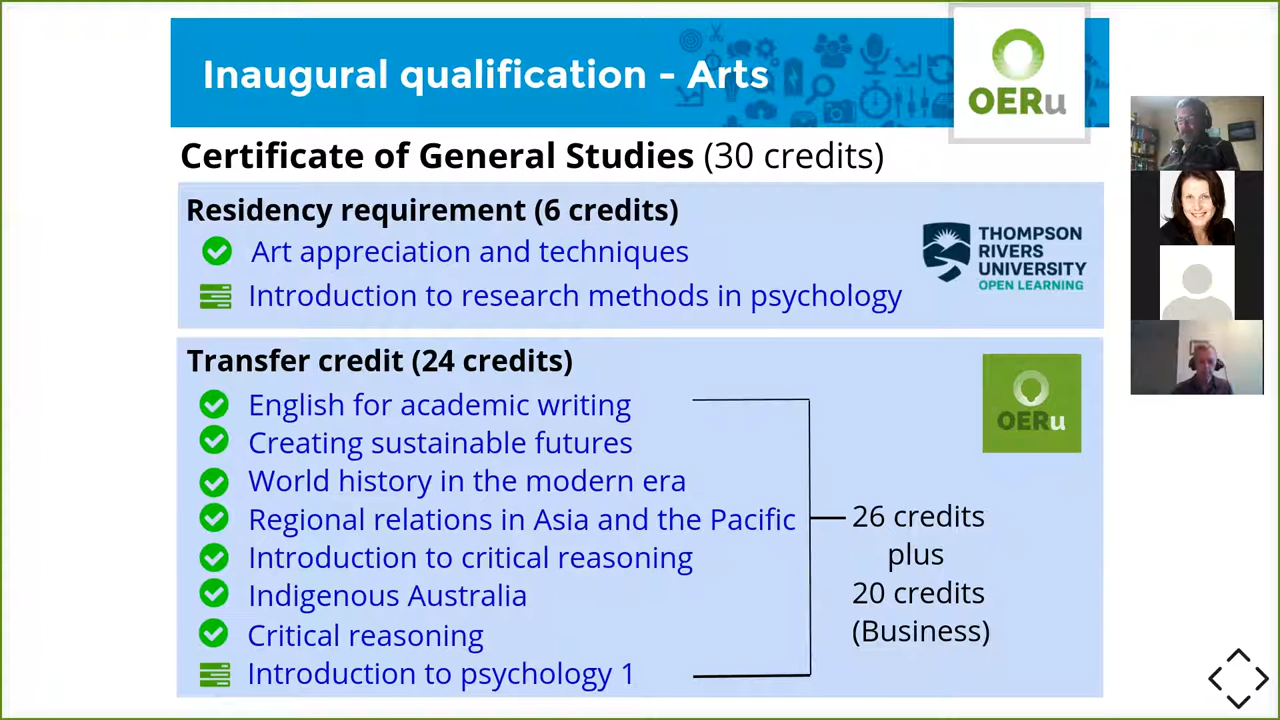 Inaugural qualification - Arts
OERu
Certificate of General Studies (30 credits)
Residency requirement (6 credits)
Art appreciation and techniques
Introduction to research methods in psychology
THOMPSON
RIVERS
UNIVERSITY
OPEN LEARNING
Transfer credit (24 credits)
English for academic writing
Creating sustainable futures
World history in the modern era
Regional relations in Asia and the Pacific
Introduction to critical reasoning
Indigenous Australia
Critical reasoning
Introduction to psychology 1
OERu
26 credits
plus
20 credits
(Business)